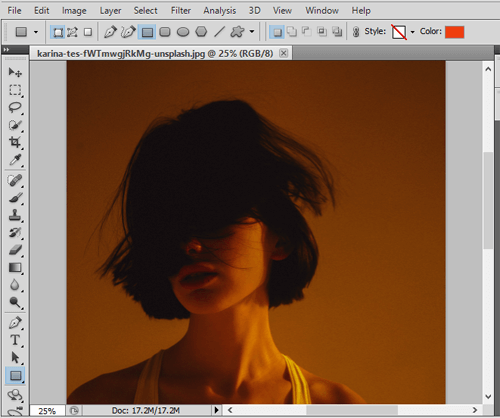 File Edit Image Layer Select Filter Analysis 3D View Window Help
Style: Color:
karina-tes-fWTmwgjRkMg-unsplash.jpg @ 25% (RGB/8)
T
25% Doc: 17.2M/17.2M